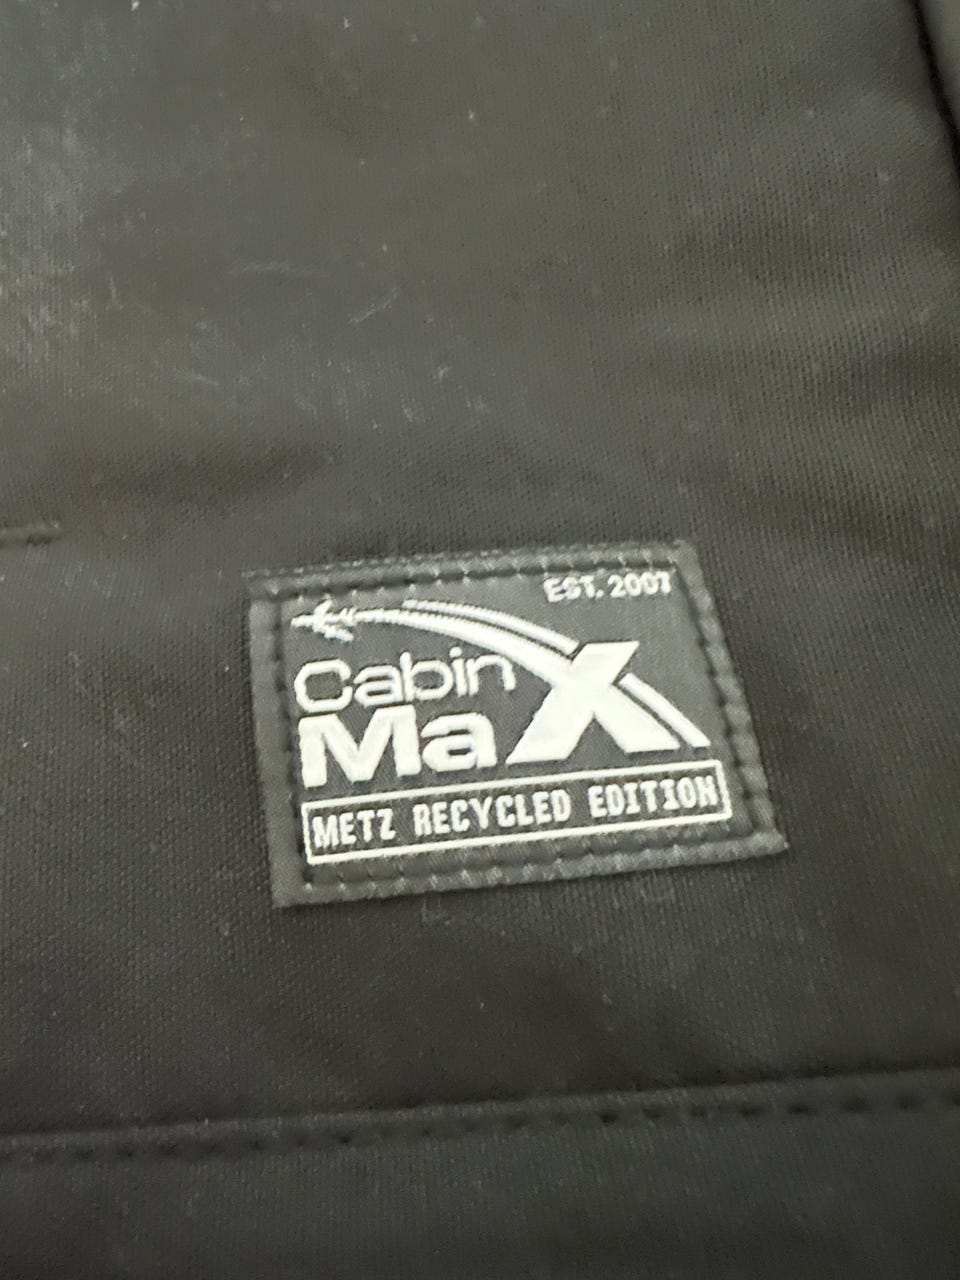 EST. 2007
Cabin
MaX
METZ RECYCLED EDITION